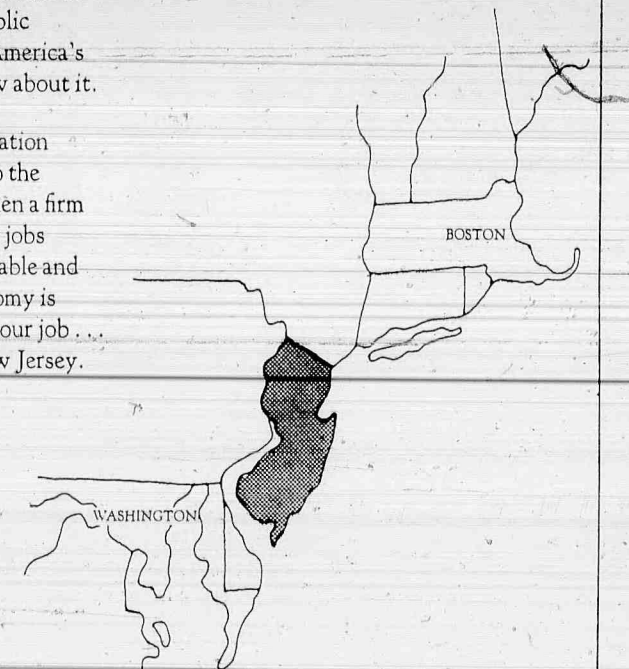 blic
America's
w about it.
ation
o the
en a firm
jobs
able and
omy is
our job . . .
w Jersey.
BOSTON
WASHINGTON